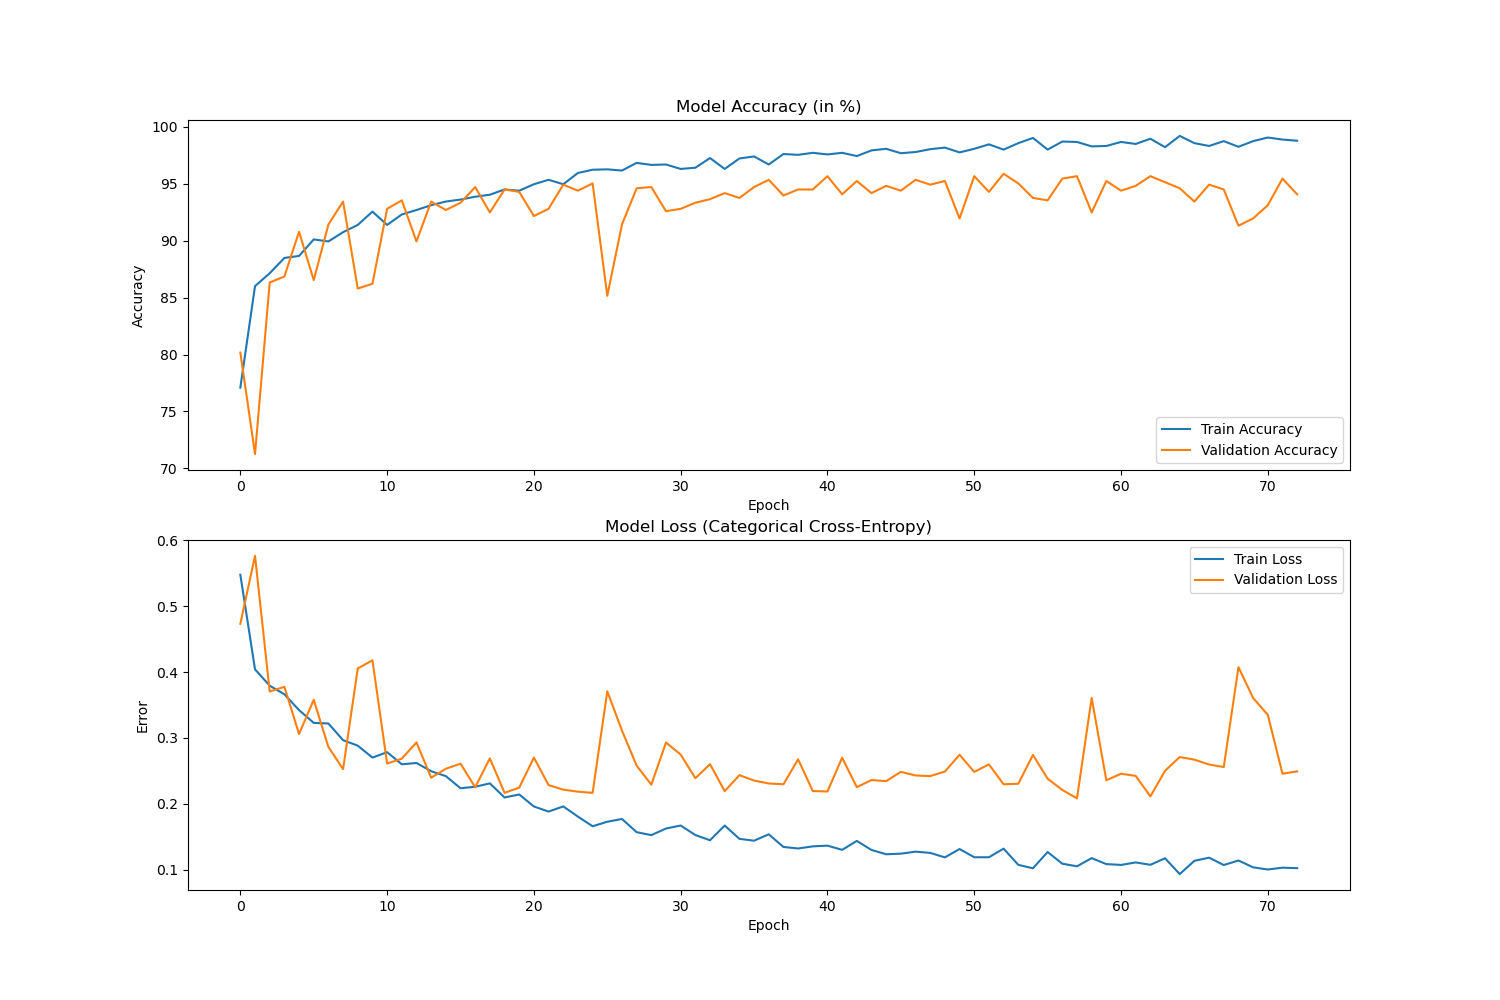 Model Accuracy (in %)
100
95
90
85
80
75
70
Accuracy
Train Accuracy
Validation Accuracy
0 10 20 30 40 50 60 70
Epoch
Model Loss (Categorical Cross-Entropy)
0.6
0.5
0.4
0.3
0.2
0.1
Error
Train Loss
Validation Loss
0 10 20 30 40 50 60 70
Epoch